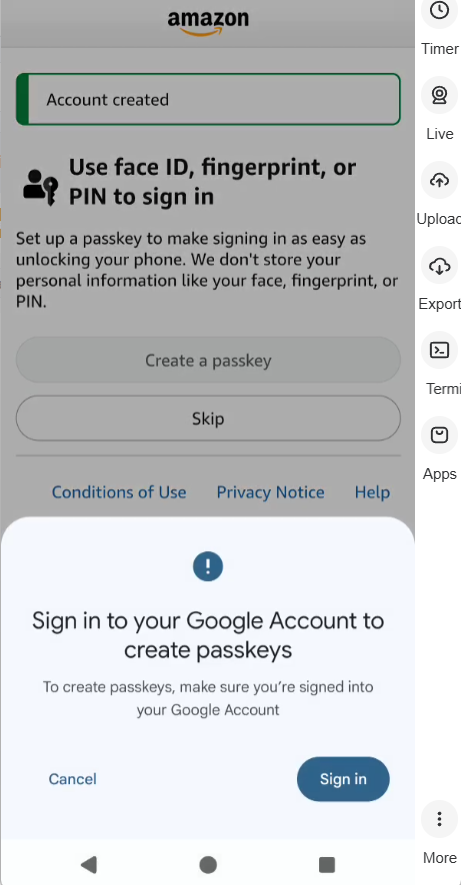 amazon
Account created
Use face ID, fingerprint, or
PIN to sign in
Set up a passkey to make signing in as easy as
unlocking your phone. We don't store your
personal information like your face, fingerprint, or
PIN.
Create a passkey
Skip
Conditions of Use Privacy Notice Help
Sign in to your Google Account to
create passkeys
To create passkeys, make sure you're signed into
your Google Account
Cancel Sign in
Timer
Live
Upload
Export
Termi
Apps
More